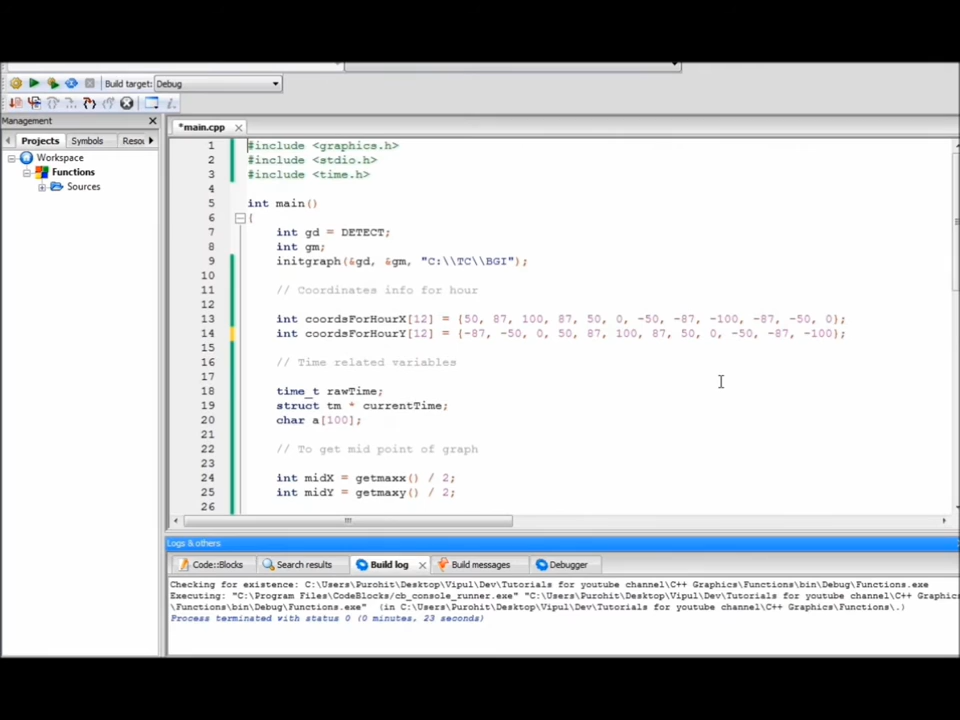 Build target: Debug
Management
*main.cpp
Projects Symbols
Workspace
Functions
Sources
1 #include <graphics.h>
2 #include <stdio.h>
3 #include <time.h>
4
5 int main()
6 {
7 int gd = DETECT;
8 int gm;
9 initgraph(&gd, &gm, "C:\\TC\\BGI");
10
11 // Coordinates info for hour
12
13 int coordsForHourX[12] = {50, 87, 100, 87, 50, 0, -50, -87, -100, -87, -50, 0};
14 int coordsForHourY[12] = {-87, -50, 0, 50, 87, 100, 87, 50, 0, -50, -87, -100};
15
16 // Time related variables
17
18 time_t rawTime;
19 struct tm * currentTime;
20 char a[100];
21
22 // To get mid point of graph
23
24 int midX = getmaxx() / 2;
25 int midY = getmaxy() / 2;
26
Logs & others
Code::Blocks Search results Build log Build messages Debugger
Checking for existence: C:\Users\Purohit\Desktop\Vipul\Dev\Tutorials for youtube channel\C++ Graphics\Functions\bin\Debug\Functions.exe
Executing: "C:\Program Files\CodeBlocks/cb_console_runner.exe" "C:\Users\Purohit\Desktop\Vipul\Dev\Tutorials for youtube channel\C++ Graphics
\Functions\bin\Debug\Functions.exe" (in C:\Users\Purohit\Desktop\Vipul\Dev\Tutorials for youtube channel\C++ Graphics\Functions\.)
Process terminated with status 0 (0 minutes, 23 seconds)